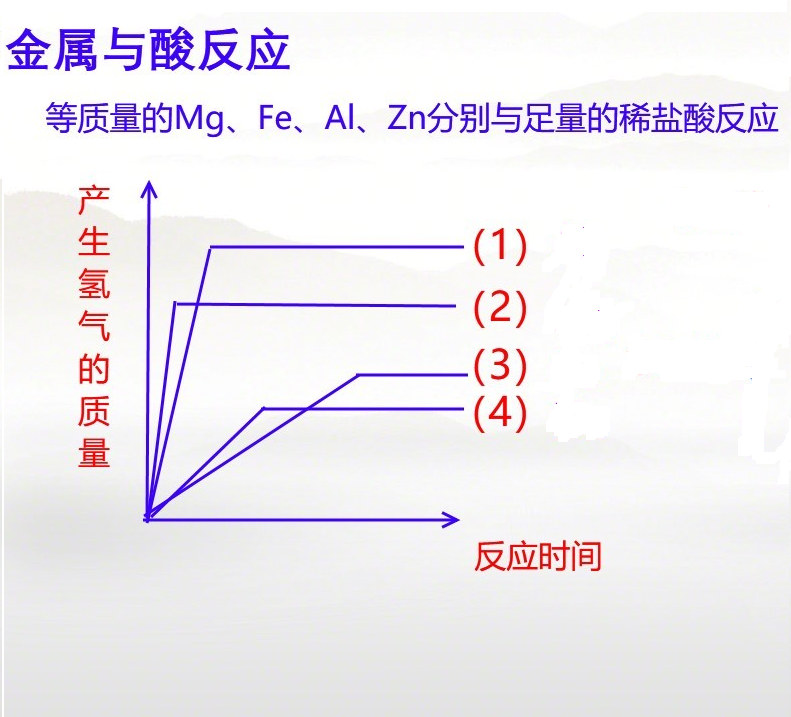 金属与酸反应
等质量的Mg、Fe、Al、Zn分别与足量的稀盐酸反应
产生氢气的质量
(1)
(2)
(3)
(4)
反应时间